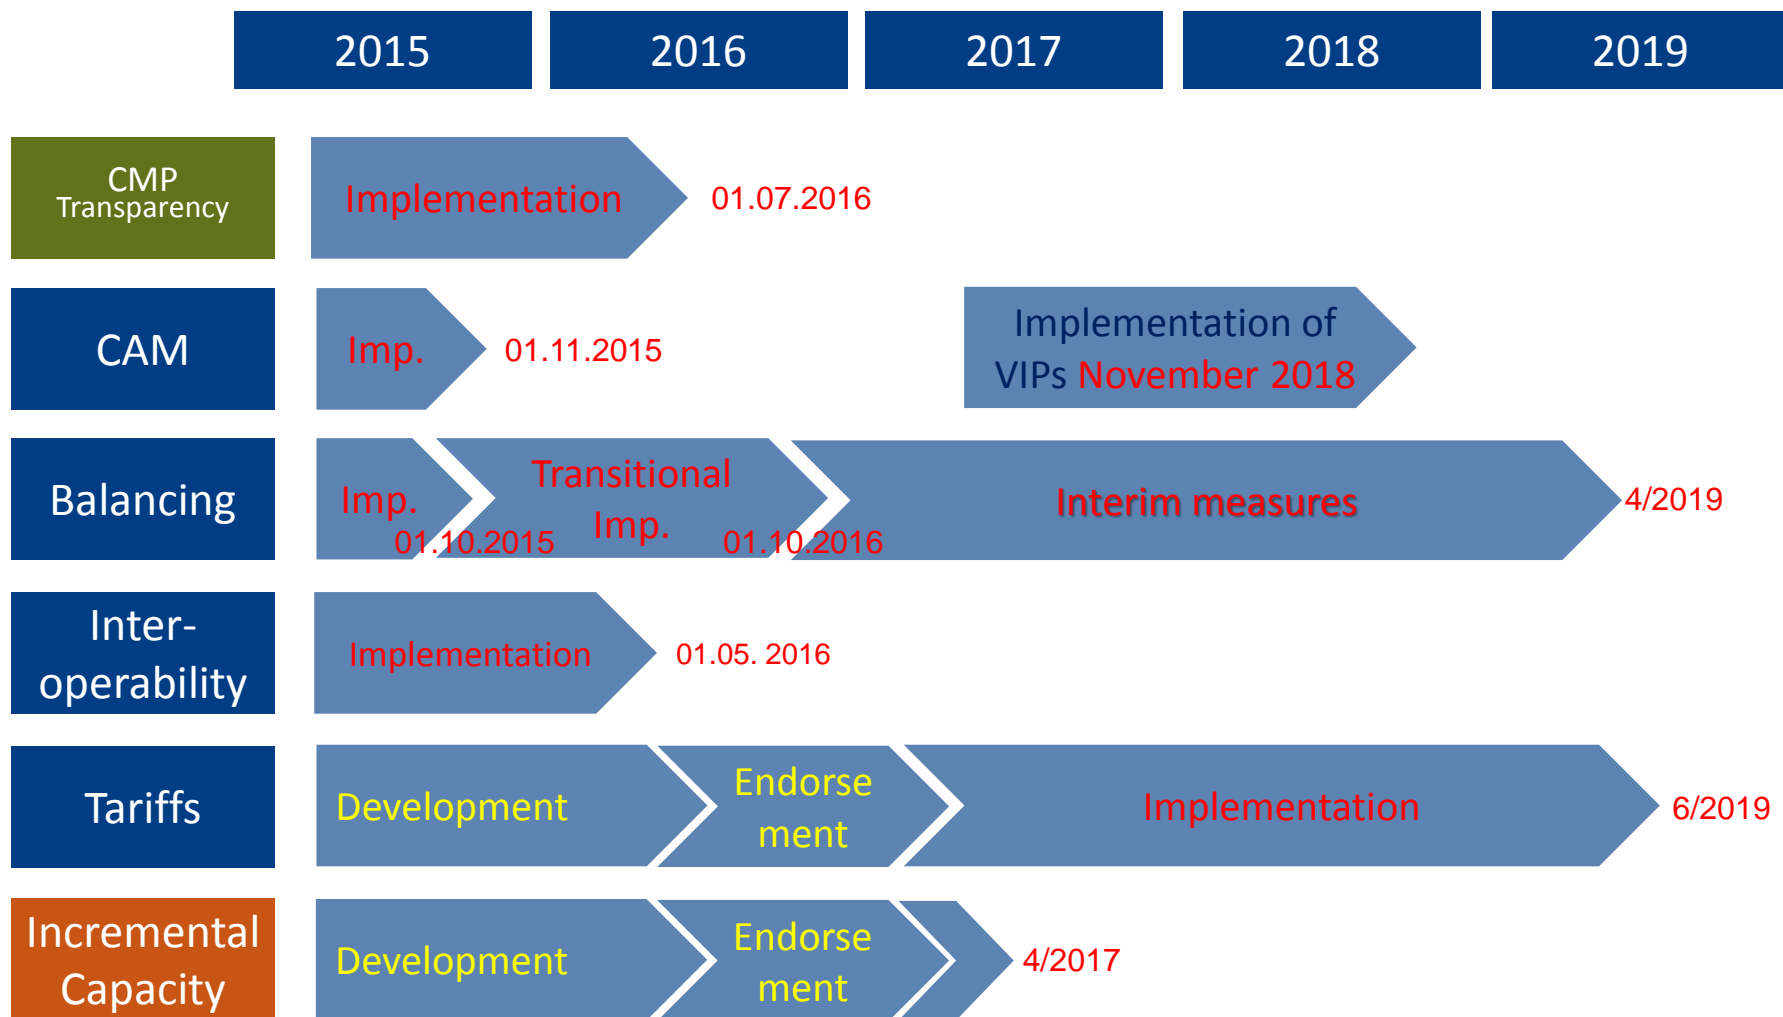 2015 2016 2017 2018 2019
CMP
Transparency
Implementation
01.07.2016
CAM
Imp.
01.11.2015
Implementation of
VIPs November 2018
Balancing
Imp.
01.10.2015
Transitional
Imp.
01.10.2016
Interim measures
4/2019
Inter-
operability
Implementation
01.05. 2016
Tariffs
Development
Endorse
ment
Implementation
6/2019
Incremental
Capacity
Development
Endorse
ment
4/2017